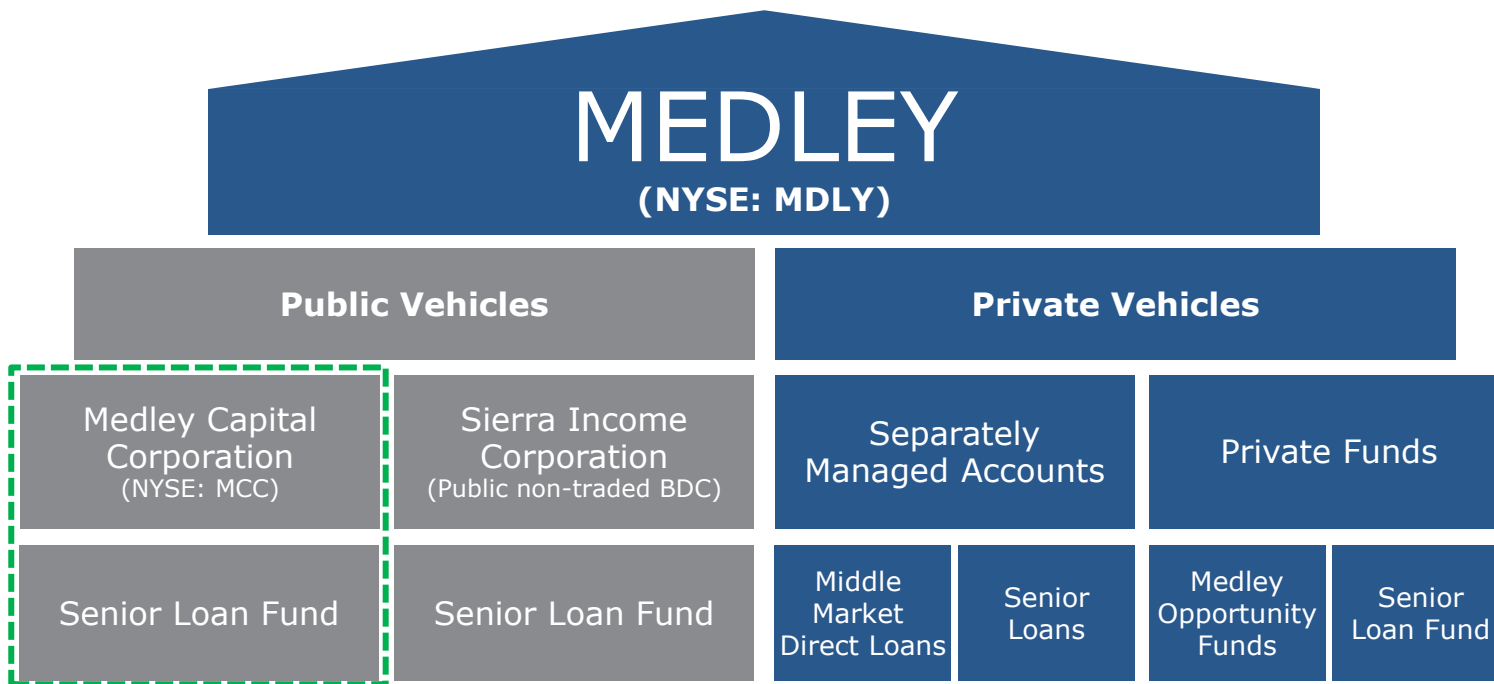 MEDLEY
(NYSE: MDLY)
Public Vehicles
Private Vehicles
Medley Capital
Corporation
(NYSE: MCC)
Sierra Income
Corporation
(Public non-traded BDC)
Separately
Managed Accounts
Private Funds
Senior Loan Fund
Senior Loan Fund
Middle
Market
Direct Loans
Senior
Loans
Medley
Opportunity
Funds
Senior
Loan Fund